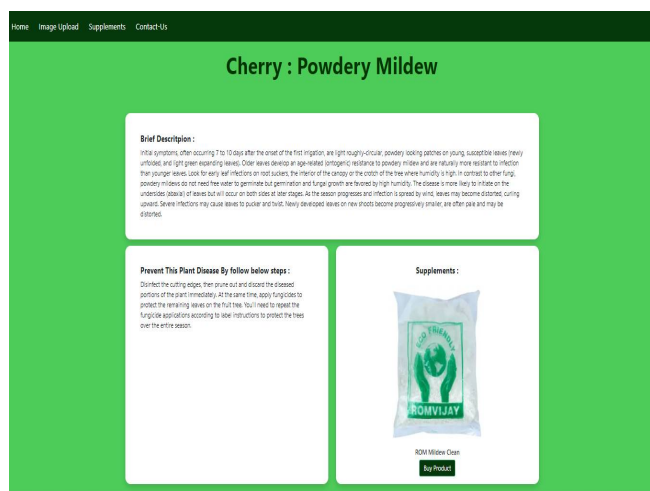 Home Image Upload Supplements Contact-Us
Cherry : Powdery Mildew
Brief Descritpion :
Initial symptoms, often occurring 7 to 10 days after the onset of the first irrigation, are light roughly-circular, powdery looking patches on young, susceptible leaves (newly
unfolded, and light green expanding leaves). Older leaves develop an age-related (ontogenic) resistance to powdery mildew and are naturally more resistant to infection
than younger leaves. Look for early leaf infections on root suckers, the interior of the canopy or the crotch of the tree where humidity is high. In contrast to other fungi,
powdery mildews do not need free water to germinate but germination and fungal growth are favored by high humidity. The disease is more likely to initiate on the
undersides (abaxial) of leaves but will occur on both sides at later stages. As the season progresses and infection is spread by wind, leaves may become distorted, curling
upward. Severe infections may cause leaves to pucker and twist. Newly developed leaves on new shoots become progressively smaller, are often pale and may be
distorted.
Prevent This Plant Disease By follow below steps :
Disinfect the cutting edges, then prune out and discard the diseased
portions of the plant immediately. At the same time, apply fungicides to
protect the remaining leaves on the fruit tree. You'll need to repeat the
fungicide applications according to label instructions to protect the trees
over the entire season.
Supplements :
ECO FRIENDLY
ROMVIJAY
ROM Mildew Clean
Buy Product